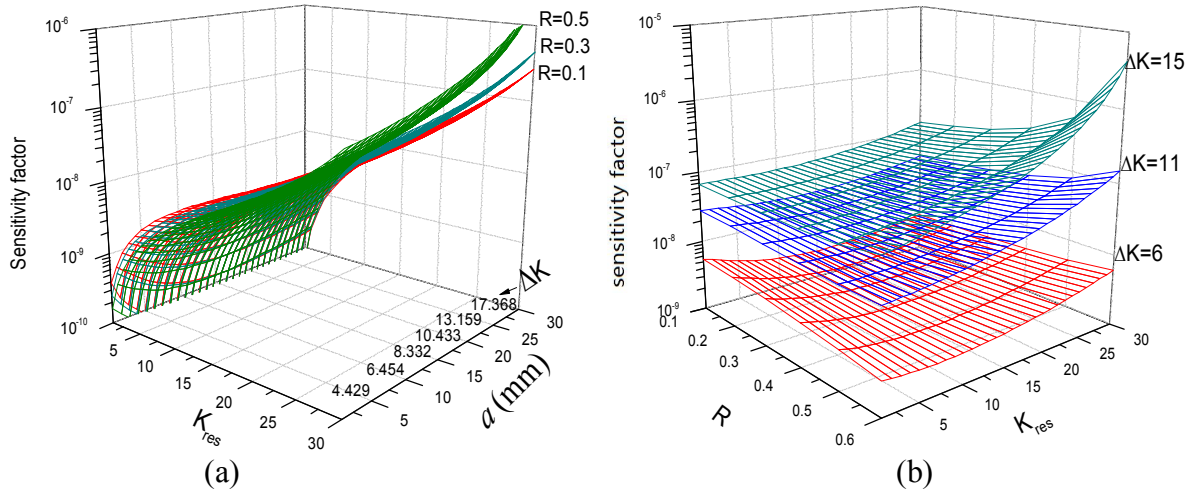 Sensitivity factor
10^-6
10^-7
10^-8
10^-9
10^-10
R=0.5
R=0.3
R=0.1
ΔK
17.368
13.159
10.433
8.332
6.454
4.429
5
10
15
20
25
30
K_res
5
10
15
20
25
30
a (mm)
(a)
sensitivity factor
10^-5
10^-6
10^-7
10^-8
10^-9
ΔK=15
ΔK=11
ΔK=6
0.1
0.2
0.3
0.4
0.5
0.6
R
5
10
15
20
25
30
K_res
(b)